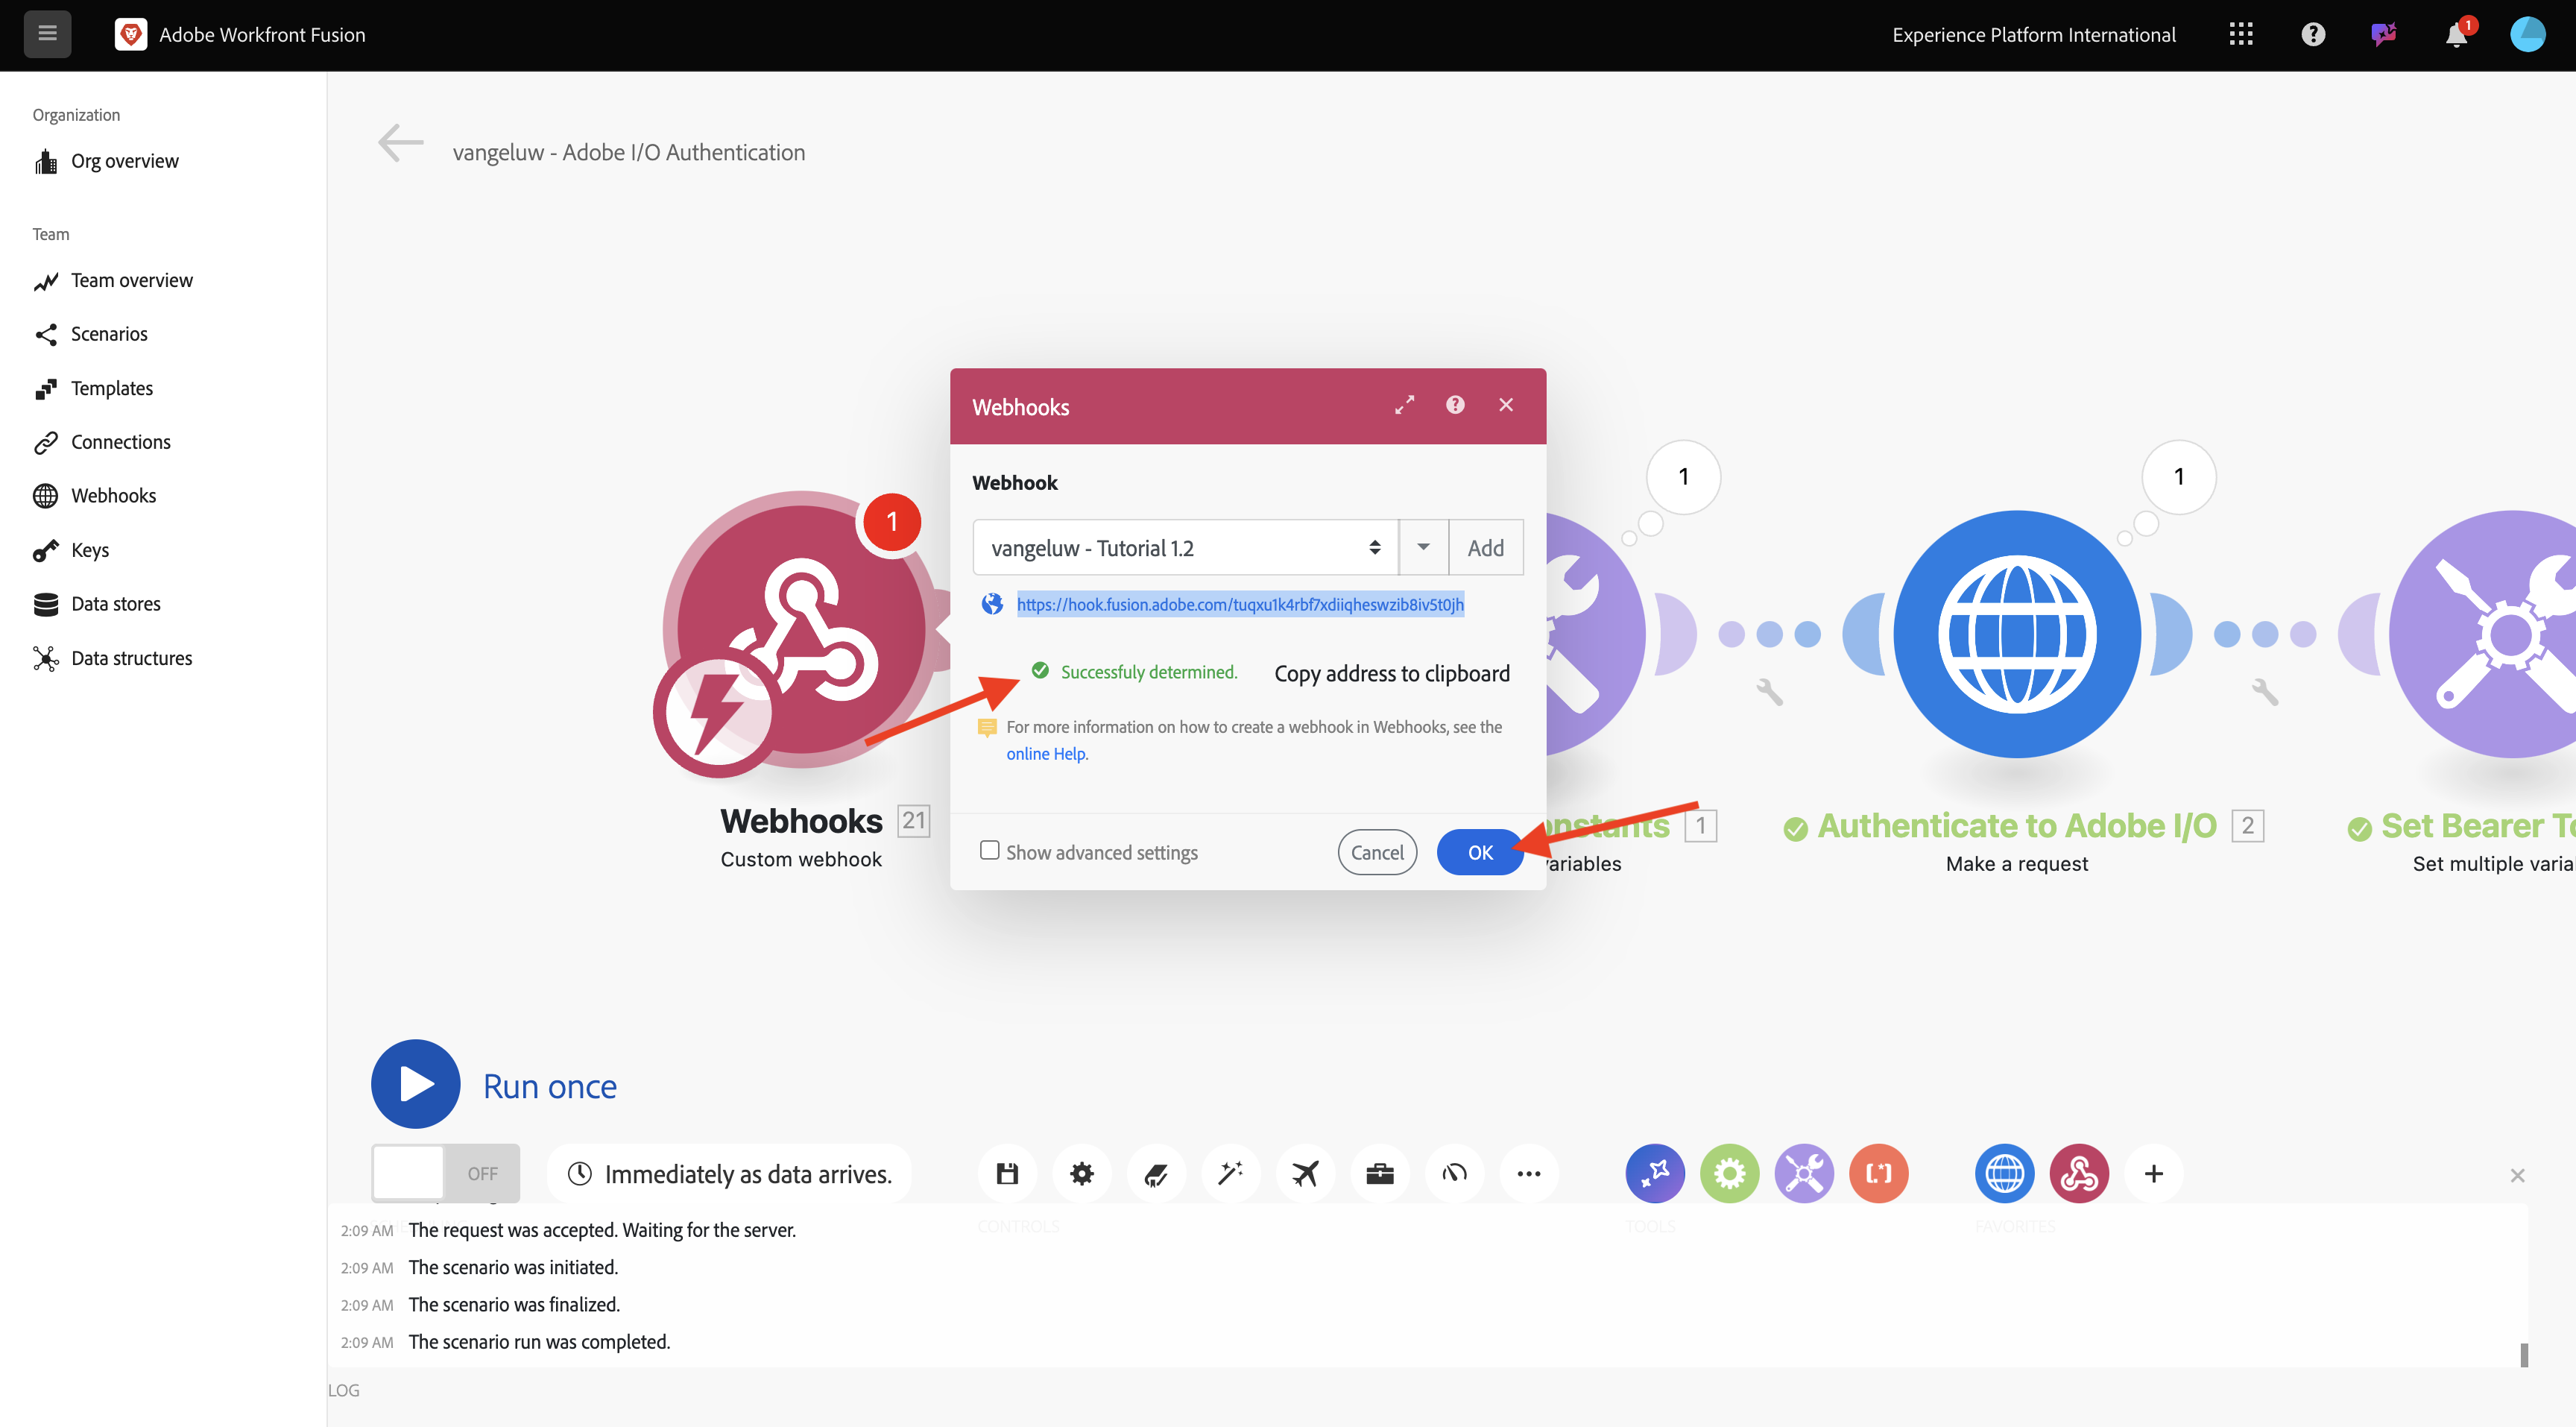 Adobe Workfront Fusion
Experience Platform International
1
Organization
Org overview
Team
Team overview
Scenarios
Templates
Connections
Webhooks
Keys
Data stores
Data structures
vangeluw - Adobe I/O Authentication
Webhooks
Webhook
vangeluw - Tutorial 1.2
Add
https://hook.fusion.adobe.com/tuqxu1k4rbf7xdiiqheswzib8iv5t0jh
Successfuly determined.
Copy address to clipboard
For more information on how to create a webhook in Webhooks, see the
online Help.
Show advanced settings
Cancel
OK
1
Webhooks 21
Custom webhook
1
onstants 1
variables
1
Authenticate to Adobe I/O 2
Make a request
Set Bearer To
Set multiple varia
Run once
OFF
Immediately as data arrives.
CONTROLS
TOOLS
FAVORITES
2:09 AM The request was accepted. Waiting for the server.
2:09 AM The scenario was initiated.
2:09 AM The scenario was finalized.
2:09 AM The scenario run was completed.
LOG